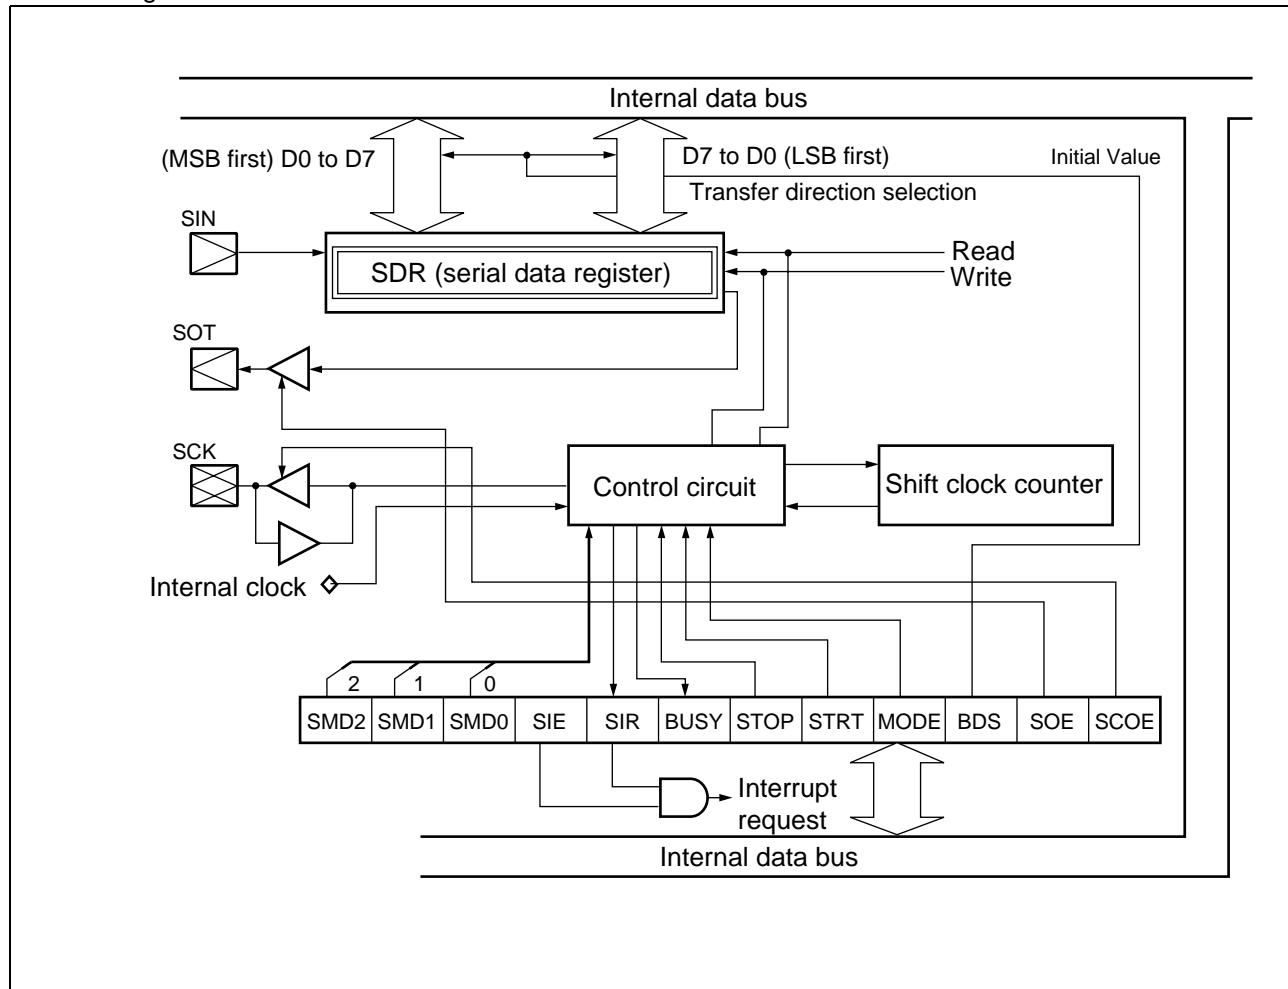 Internal data bus
(MSB first) D0 to D7
D7 to D0 (LSB first)
Initial Value
Transfer direction selection
SIN
SDR (serial data register)
Read
Write
SOT
SCK
Control circuit
Shift clock counter
Internal clock
2 1 0
SMD2 SMD1 SMD0 SIE SIR BUSY STOP STRT MODE BDS SOE SCOE
Interrupt
request
Internal data bus